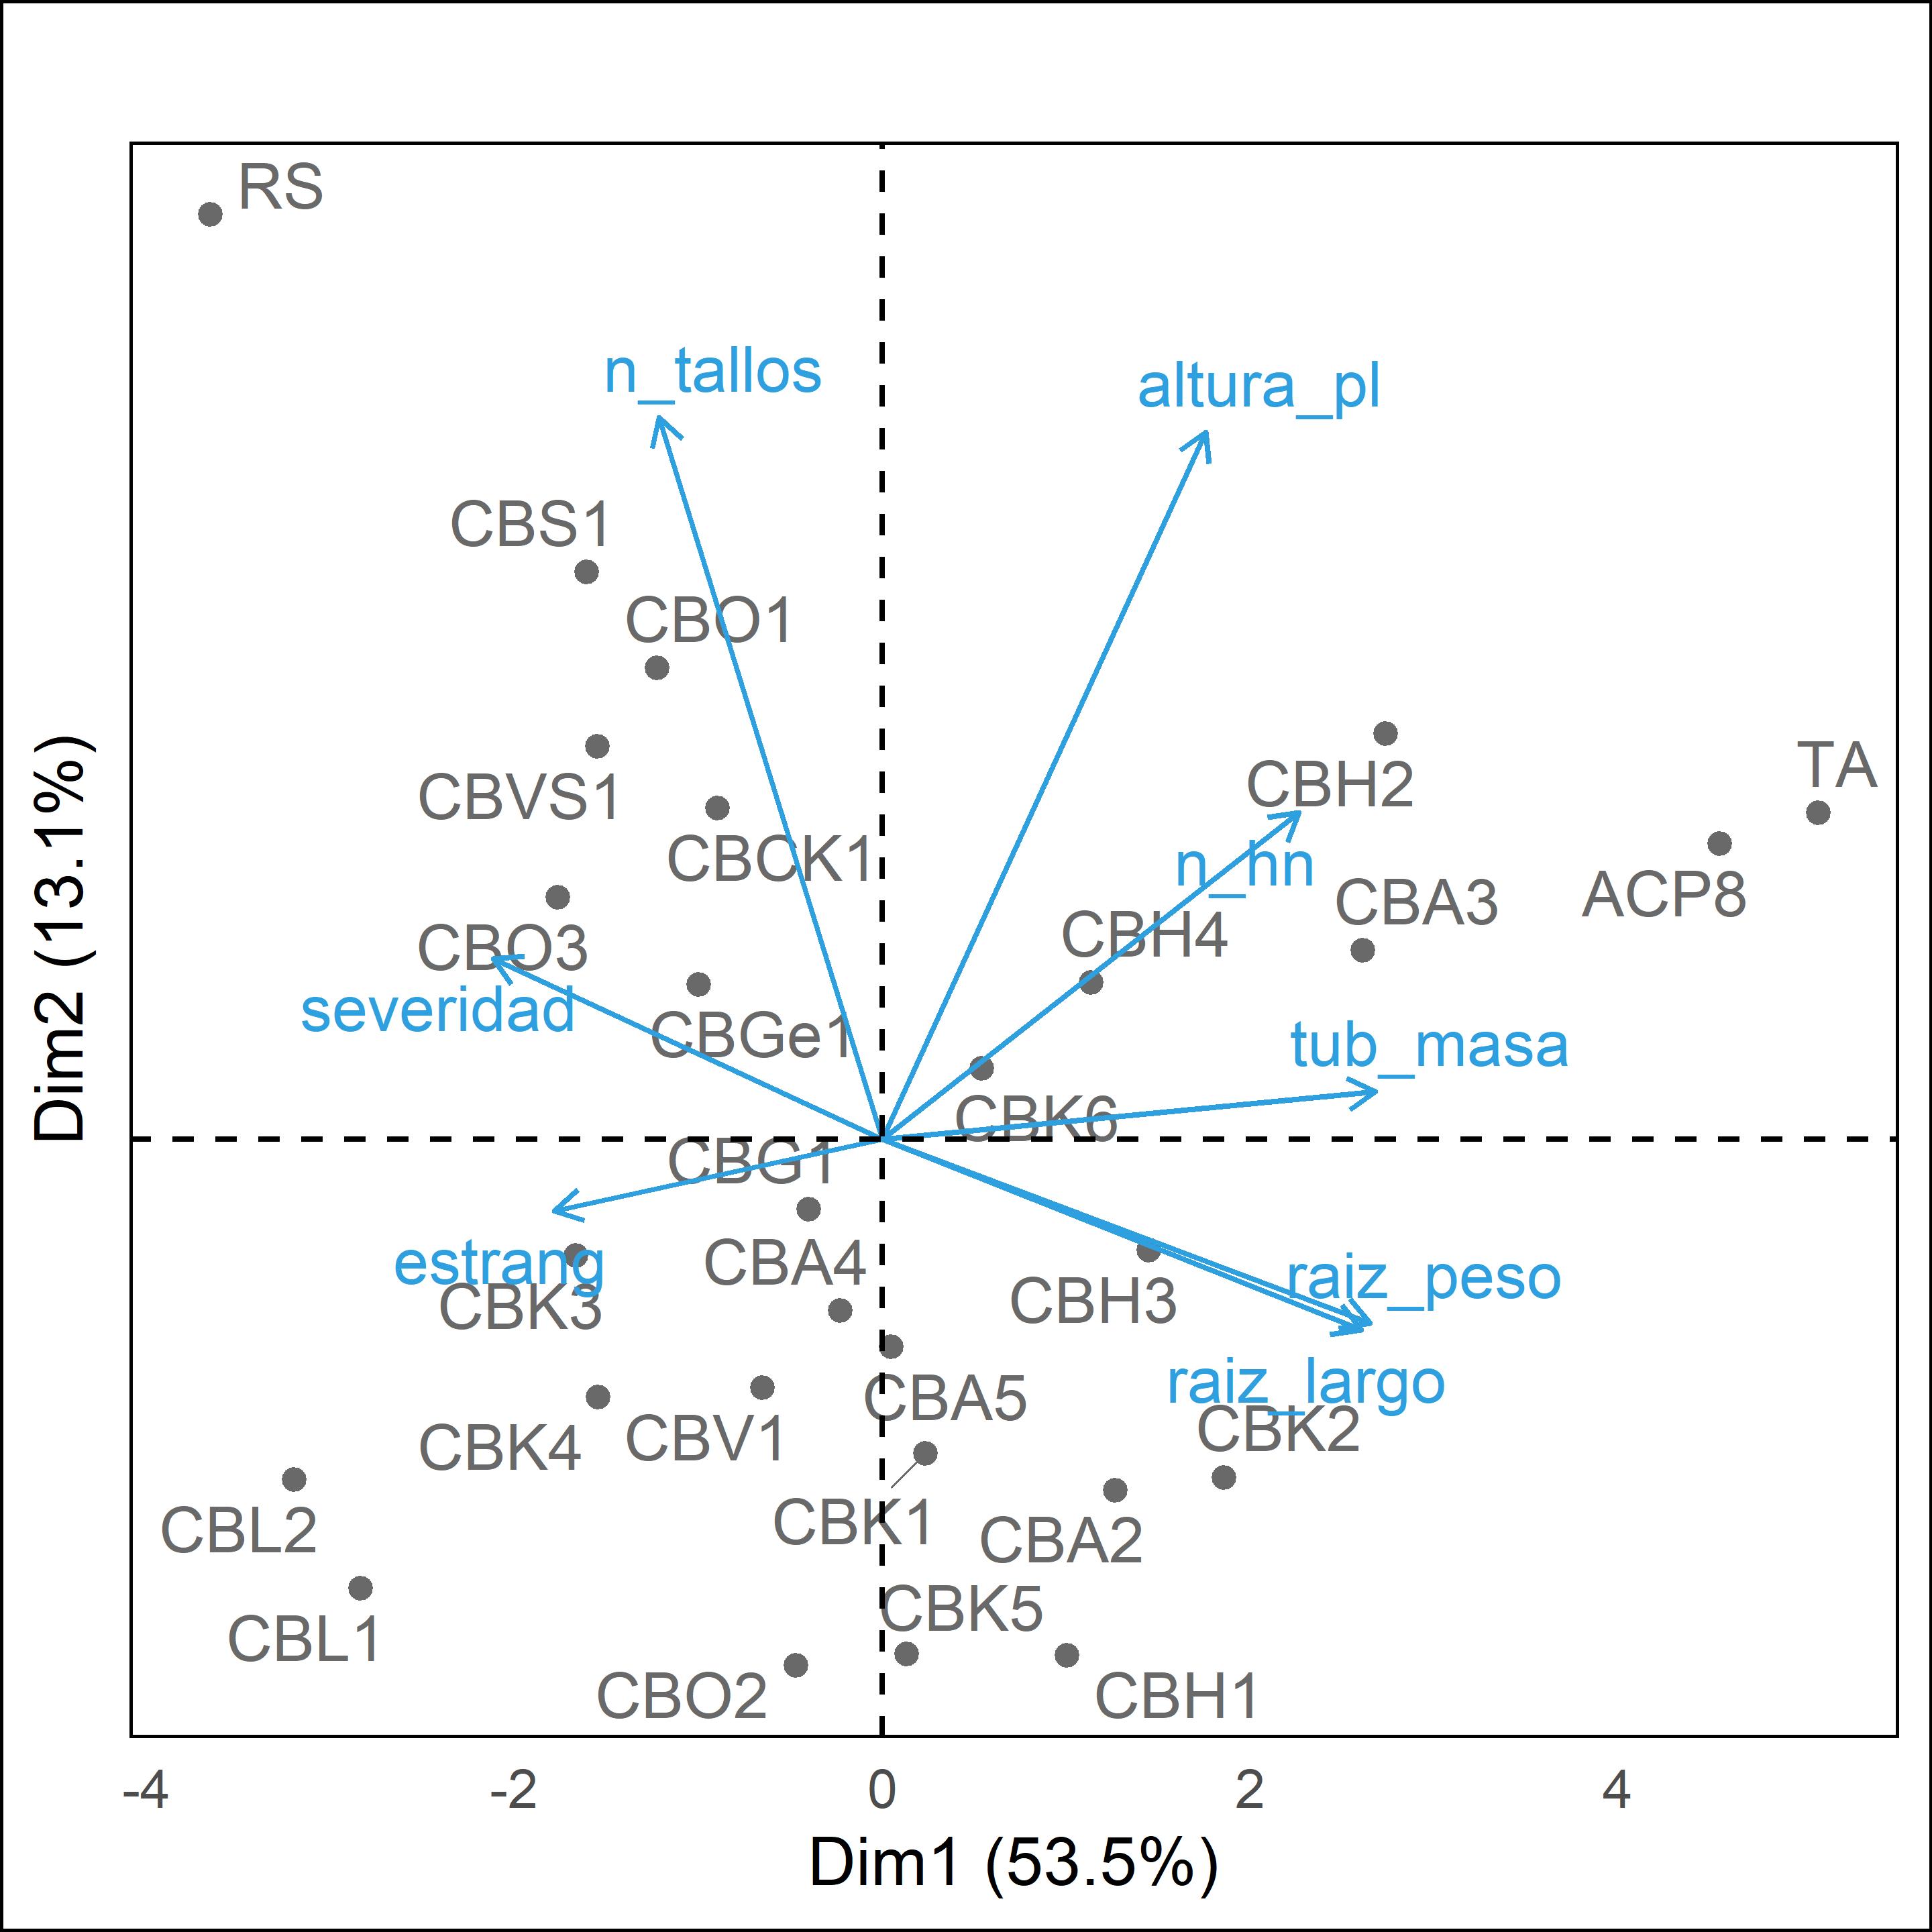 RS
n_tallos
altura_pl
CBS1
CBO1
CBH2
TA
CBVS1
CBCK1
n_hn
ACP8
CBA3
CBH4
CBO3
severidad
CBGe1
tub_masa
CBK6
CBG1
estrang
CBA4
raiz_peso
CBK3
CBH3
raiz_largo
CBA5
CBK2
CBK4
CBV1
CBK1
CBA2
CBL2
CBK5
CBL1
CBO2
CBH1
-4 -2 0 2 4
Dim1 (53.5%)
Dim2 (13.1%)